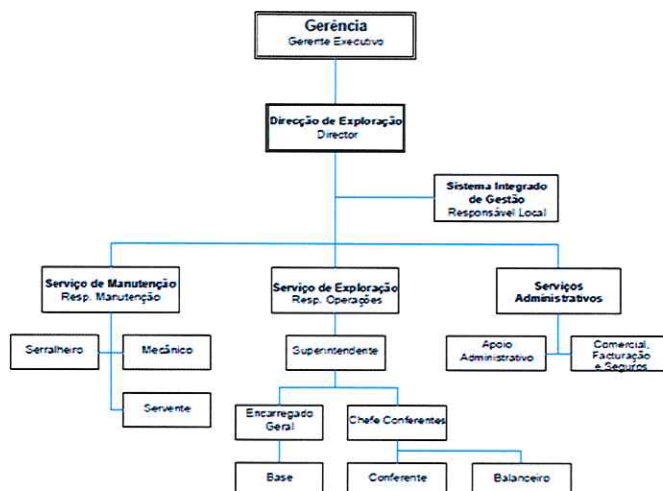 Gerência
Gerente Executivo
Direcção de Exploração
Director
Sistema Integrado
de Gestão
Responsável Local
Serviço de Manutenção
Resp. Manutenção
Serviço de Exploração
Resp. Operações
Serviços
Administrativos
Serralheiro
Mecânico
Superintendente
Apoio
Administrativo
Comercial,
Facturação
e Seguros
Servente
Encarregado
Geral
Chefe Conferentes
Base
Conferente
Balanceiro